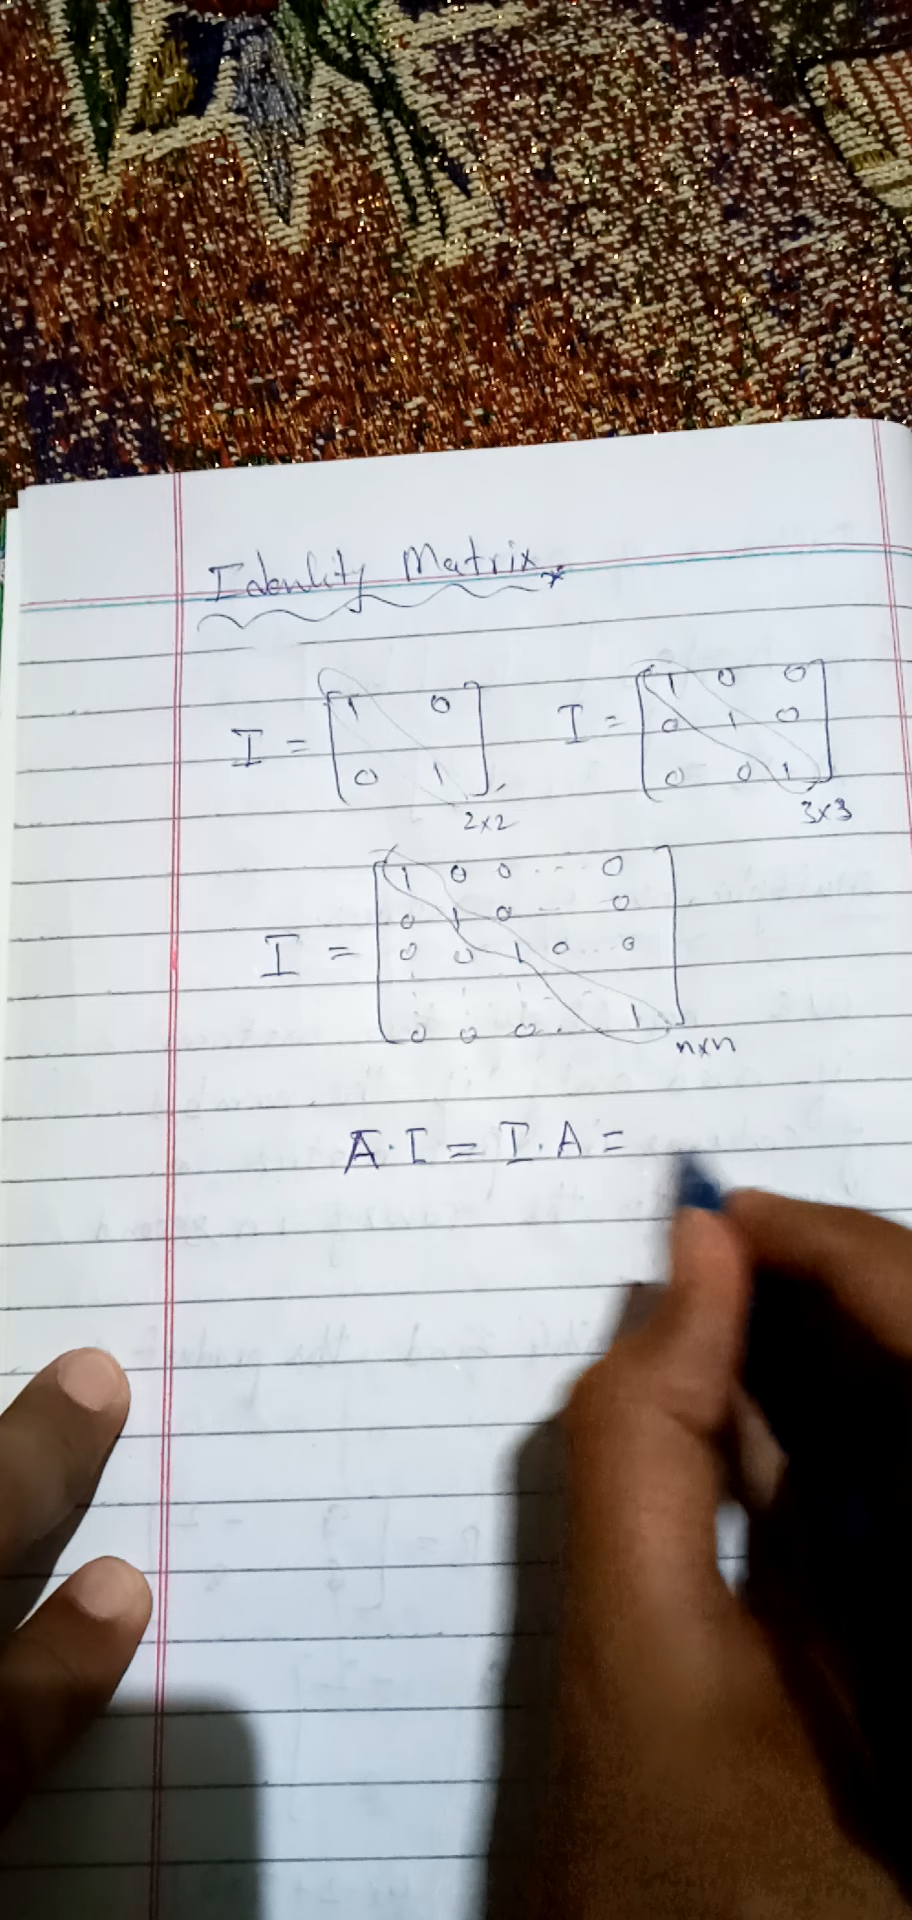 Identity Matrix
I = [1 0 I = [1 0 0
0 1 0
0 1], 0 0 1]
2×2 3×3
[1 0 0 ... 0
0 1 0 ... 0
I = 0 0 1 0 ... 0
0 0 0 ... 1]
n×n
A·I = I·A =